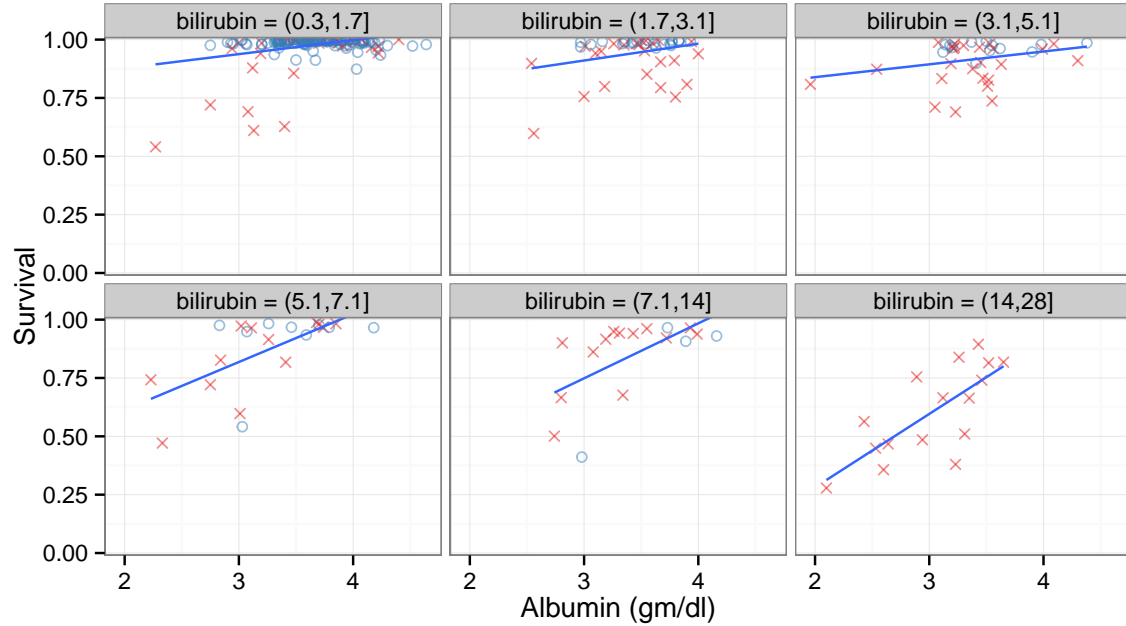 bilirubin = (0.3,1.7]
bilirubin = (1.7,3.1]
bilirubin = (3.1,5.1]
1.00
0.75
0.50
0.25
0.00
Survival
bilirubin = (5.1,7.1]
bilirubin = (7.1,14]
bilirubin = (14,28]
1.00
0.75
0.50
0.25
0.00
2 3 4
2 3 4
2 3 4
Albumin (gm/dl)